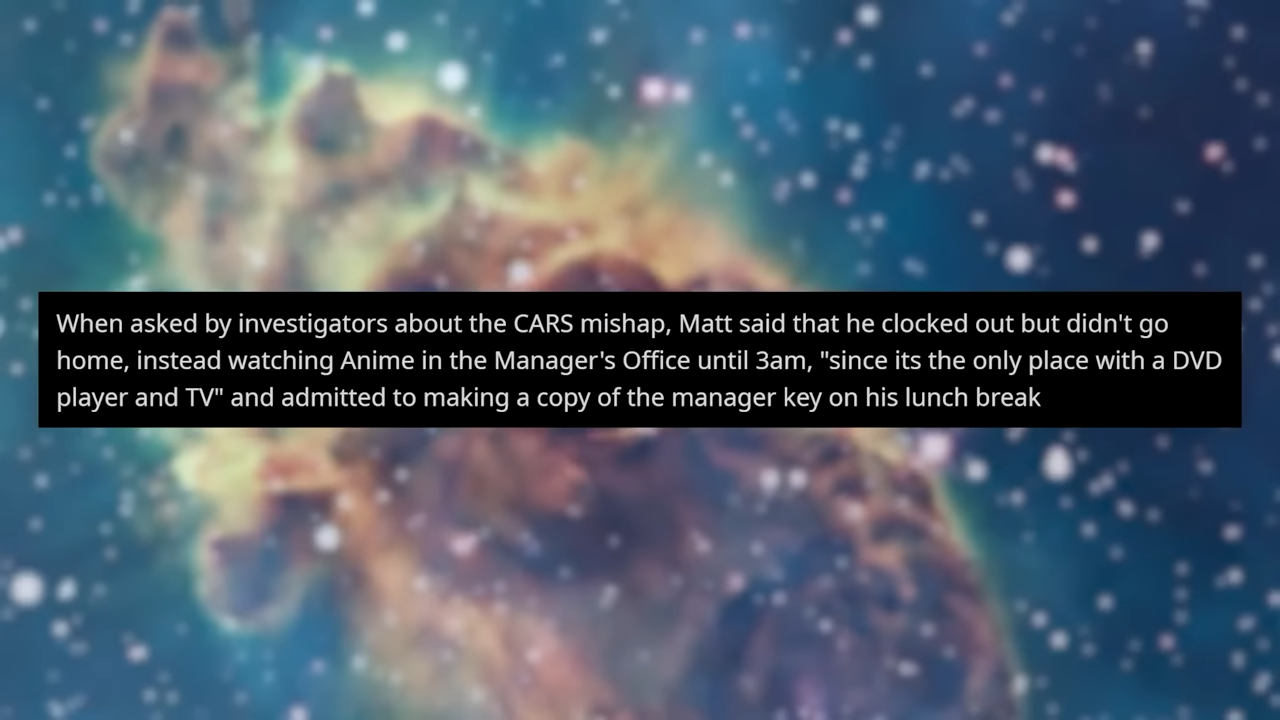 When asked by investigators about the CARS mishap, Matt said that he clocked out but didn't go
home, instead watching Anime in the Manager's Office until 3am, "since its the only place with a DVD
player and TV" and admitted to making a copy of the manager key on his lunch break